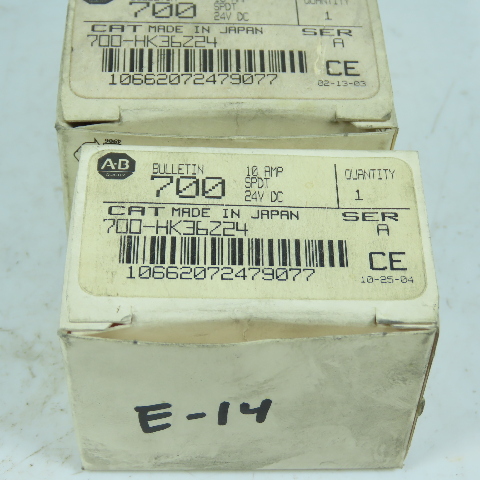 700 SPDT
24V DC
1
CAT MADE IN JAPAN SER
700-HK36Z24 A
10662072479077
CE
02-13-03
A-B BULLETIN 700 10 AMP
SPDT
24V DC
QUANTITY
1
CAT MADE IN JAPAN SER
700-HK36Z24 A
10662072479077
CE
10-25-04
E-14